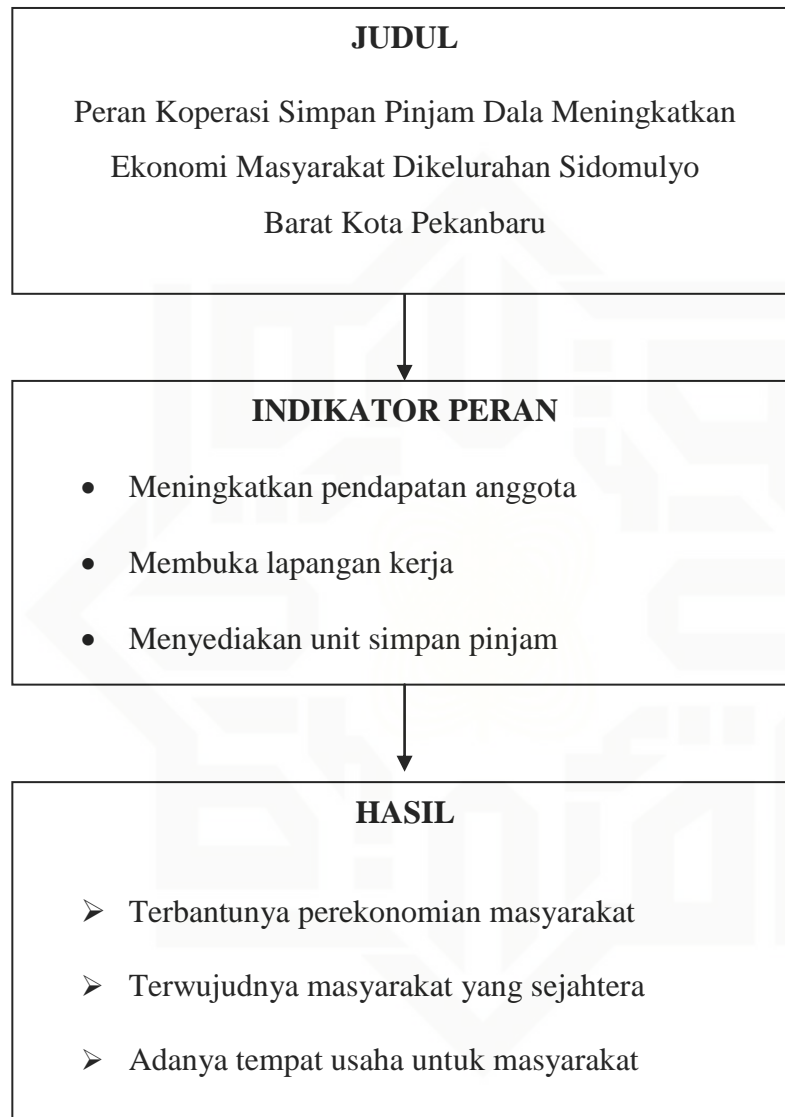 JUDUL
Peran Koperasi Simpan Pinjam Dala Meningkatkan
Ekonomi Masyarakat Dikelurahan Sidomulyo
Barat Kota Pekanbaru
INDIKATOR PERAN
• Meningkatkan pendapatan anggota
• Membuka lapangan kerja
• Menyediakan unit simpan pinjam
HASIL
➢ Terbantunya perekonomian masyarakat
➢ Terwujudnya masyarakat yang sejahtera
➢ Adanya tempat usaha untuk masyarakat